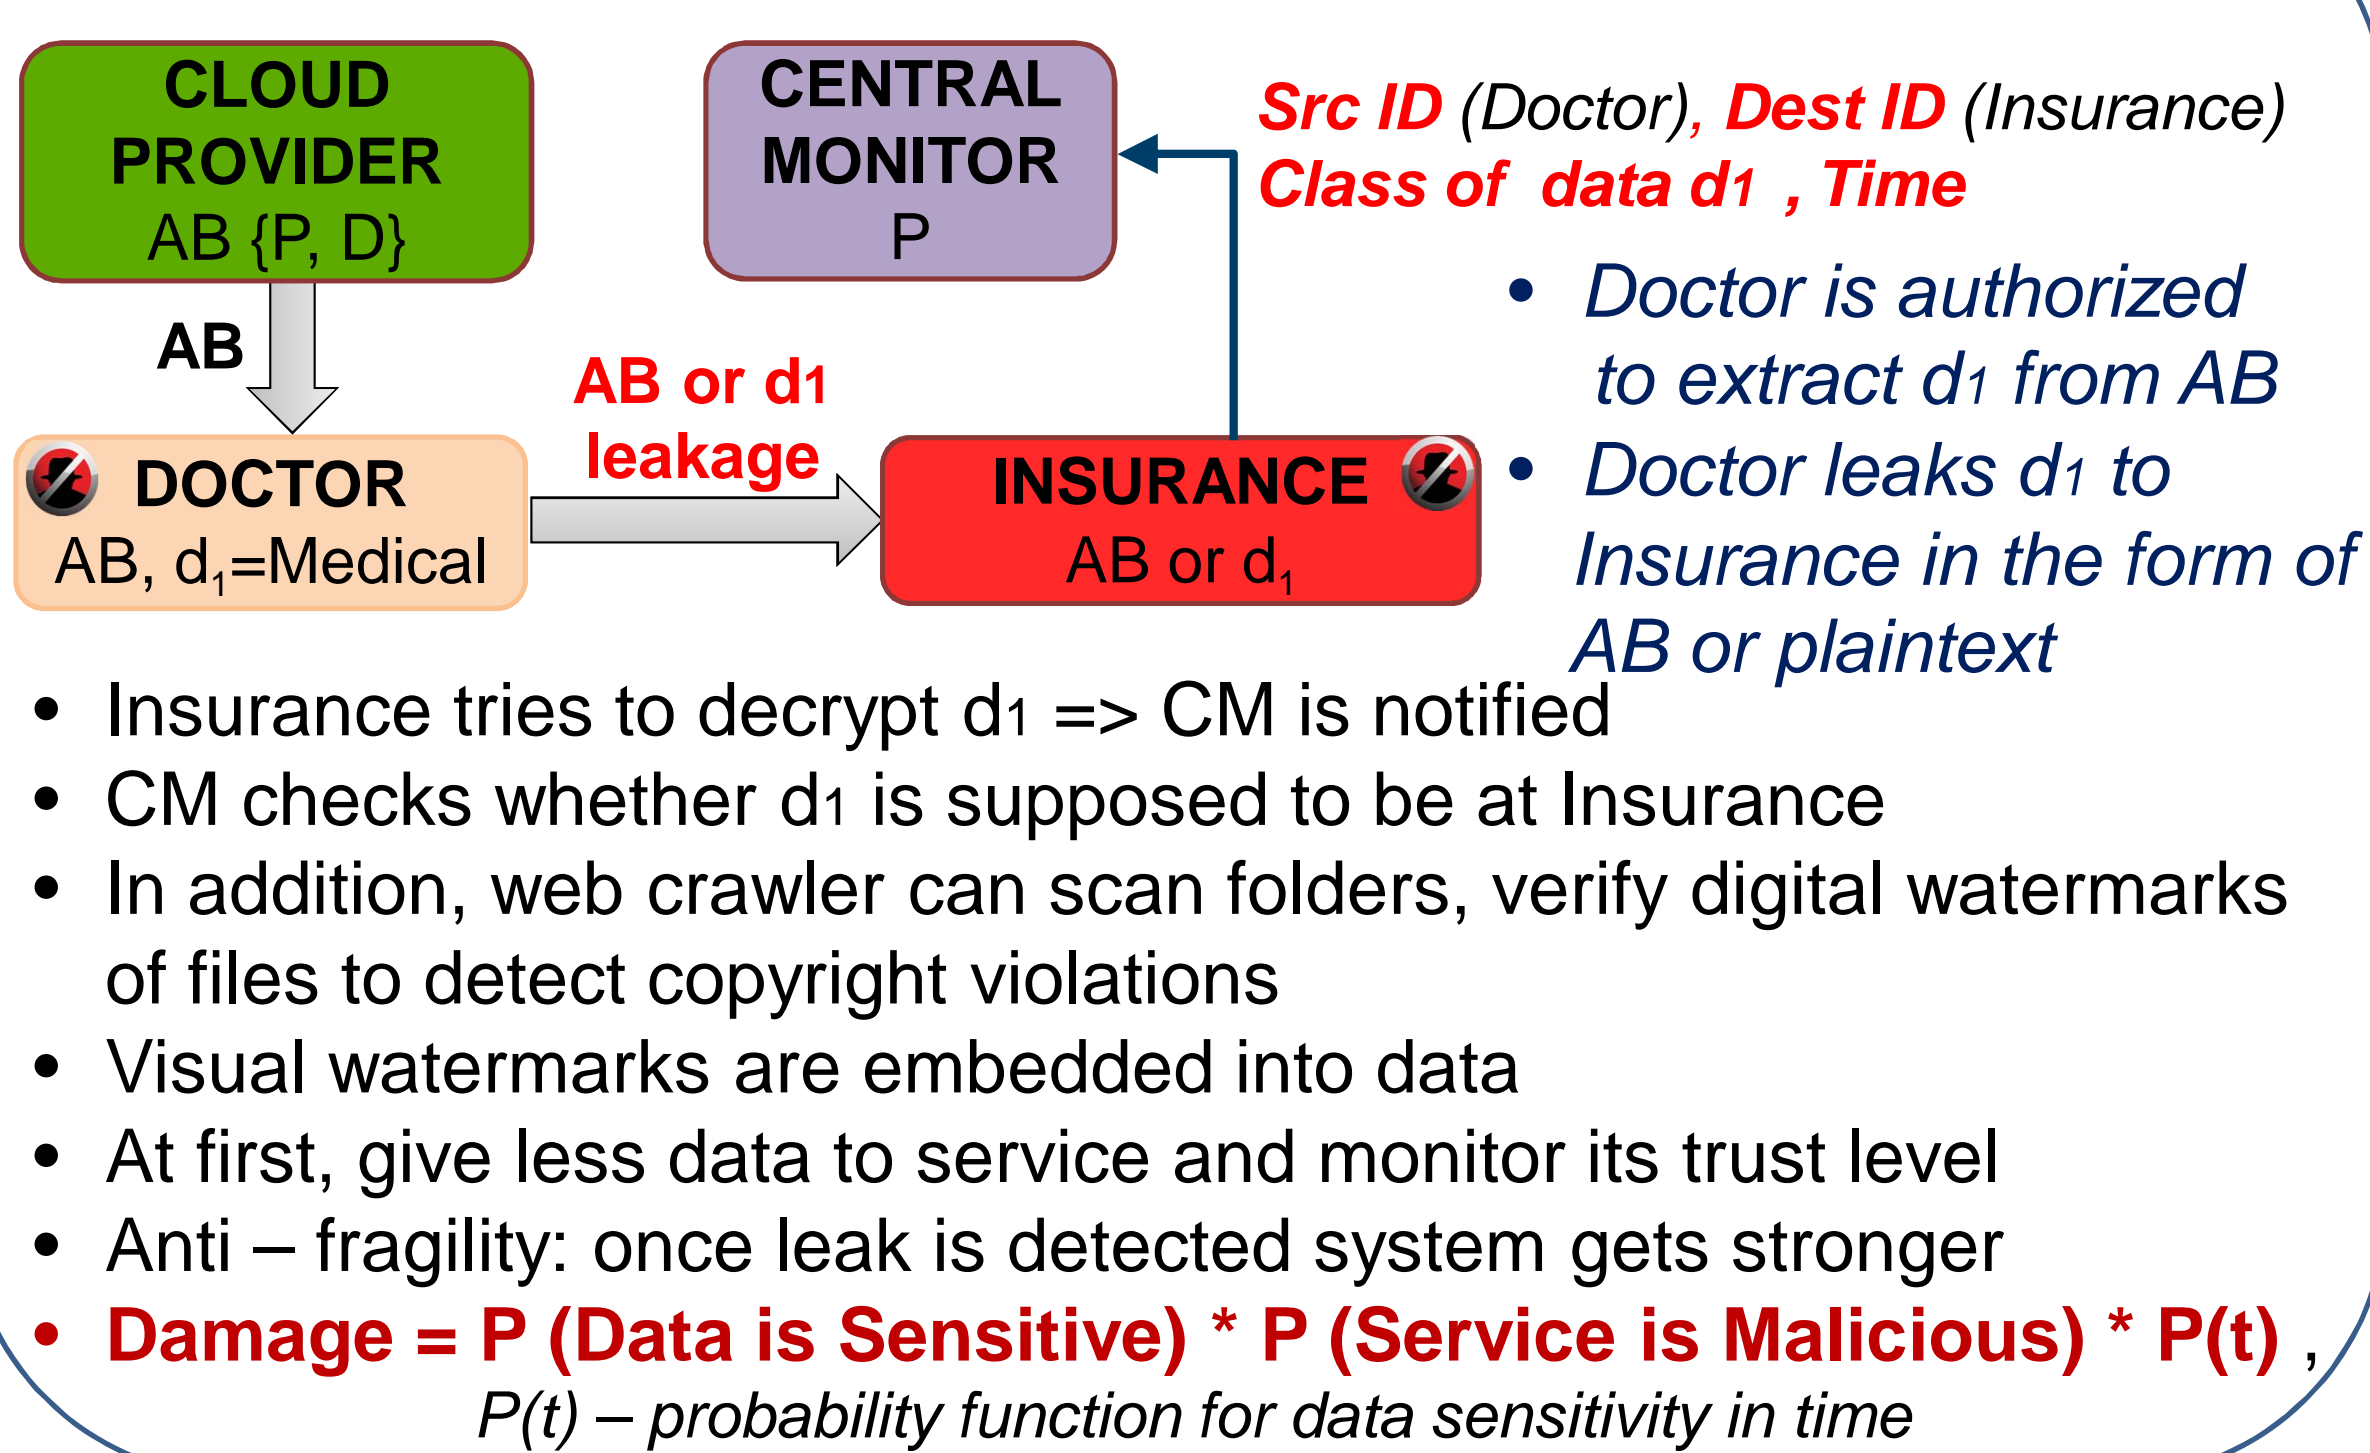 CLOUD
PROVIDER
AB {P, D}
CENTRAL
MONITOR
P
Src ID (Doctor), Dest ID (Insurance)
Class of data d1 , Time
AB
AB or d1
leakage
DOCTOR
AB, d1=Medical
INSURANCE
AB or d1
• Doctor is authorized
to extract d1 from AB
• Doctor leaks d1 to
Insurance in the form of
AB or plaintext
• Insurance tries to decrypt d1 => CM is notified
• CM checks whether d1 is supposed to be at Insurance
• In addition, web crawler can scan folders, verify digital watermarks
of files to detect copyright violations
• Visual watermarks are embedded into data
• At first, give less data to service and monitor its trust level
• Anti – fragility: once leak is detected system gets stronger
• Damage = P (Data is Sensitive) * P (Service is Malicious) * P(t) ,
P(t) – probability function for data sensitivity in time